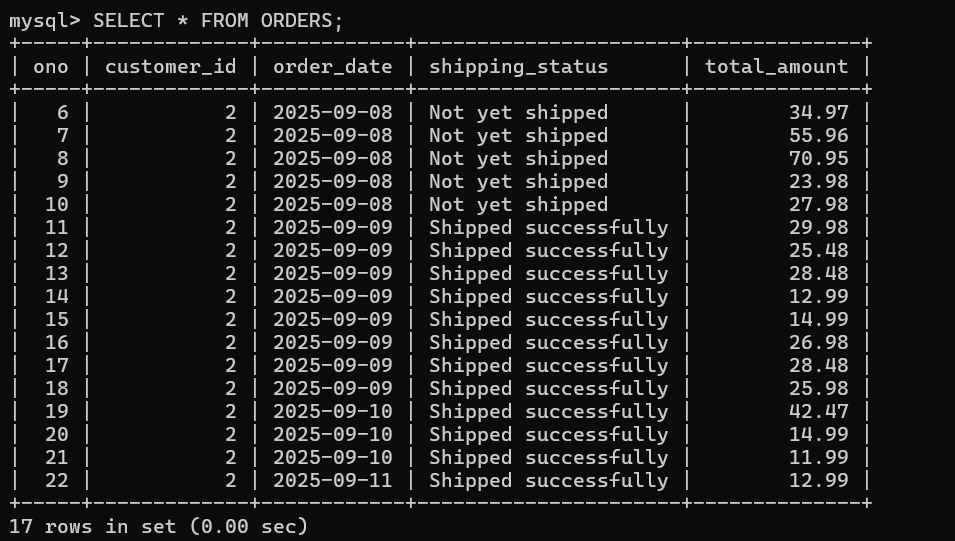 mysql> SELECT * FROM ORDERS;
+-----+-------------+------------+----------------------+--------------+
| ono | customer_id | order_date | shipping_status      | total_amount |
+-----+-------------+------------+----------------------+--------------+
|   6 |           2 | 2025-09-08 | Not yet shipped      |        34.97 |
|   7 |           2 | 2025-09-08 | Not yet shipped      |        55.96 |
|   8 |           2 | 2025-09-08 | Not yet shipped      |        70.95 |
|   9 |           2 | 2025-09-08 | Not yet shipped      |        23.98 |
|  10 |           2 | 2025-09-08 | Not yet shipped      |        27.98 |
|  11 |           2 | 2025-09-09 | Shipped successfully |        29.98 |
|  12 |           2 | 2025-09-09 | Shipped successfully |        25.48 |
|  13 |           2 | 2025-09-09 | Shipped successfully |        28.48 |
|  14 |           2 | 2025-09-09 | Shipped successfully |        12.99 |
|  15 |           2 | 2025-09-09 | Shipped successfully |        14.99 |
|  16 |           2 | 2025-09-09 | Shipped successfully |        26.98 |
|  17 |           2 | 2025-09-09 | Shipped successfully |        28.48 |
|  18 |           2 | 2025-09-09 | Shipped successfully |        25.98 |
|  19 |           2 | 2025-09-10 | Shipped successfully |        42.47 |
|  20 |           2 | 2025-09-10 | Shipped successfully |        14.99 |
|  21 |           2 | 2025-09-10 | Shipped successfully |        11.99 |
|  22 |           2 | 2025-09-11 | Shipped successfully |        12.99 |
+-----+-------------+------------+----------------------+--------------+
17 rows in set (0.00 sec)